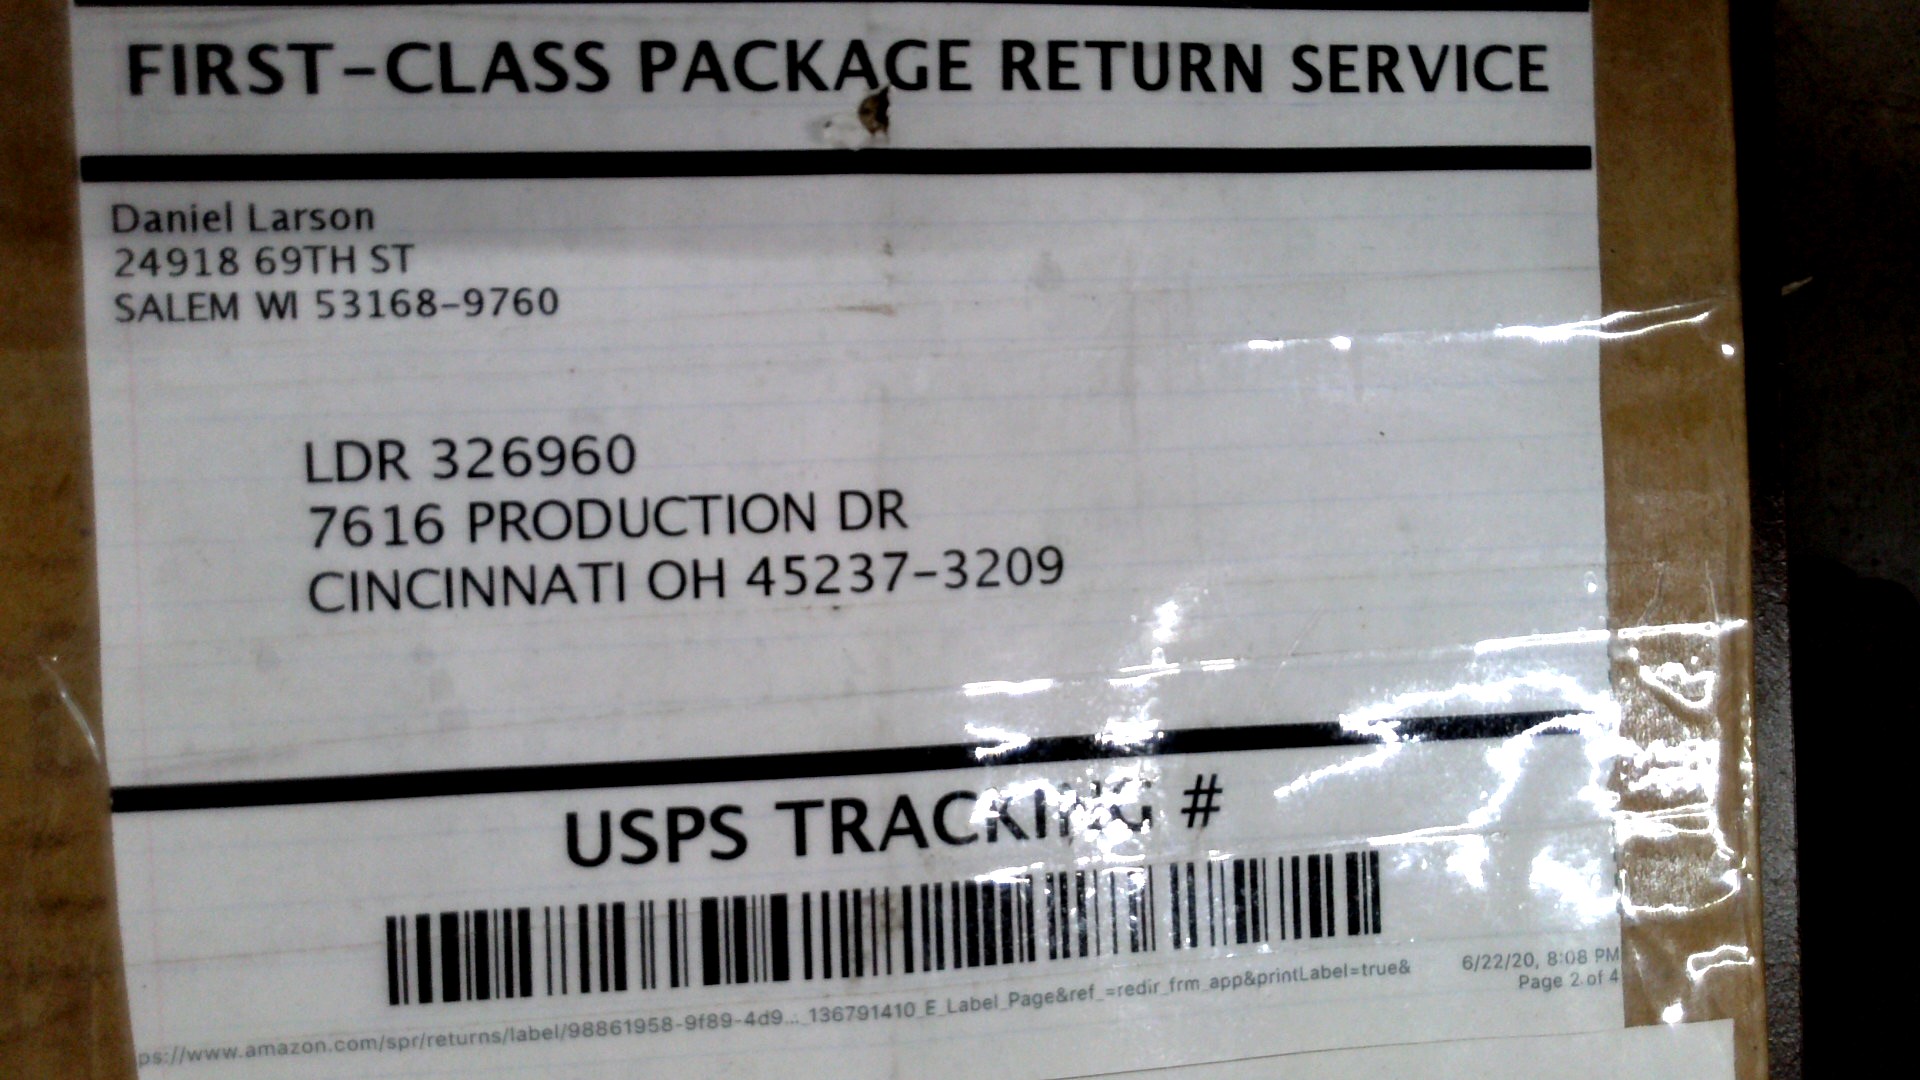 FIRST-CLASS PACKAGE RETURN SERVICE
Daniel Larson
24918 69TH ST
SALEM WI 53168-9760
LDR 326960
7616 PRODUCTION DR
CINCINNATI OH 45237-3209
USPS TRACKING #
ps://www.amazon.com/spr/returns/label/98861958-9f89-4d9..._136791410_E_Label_Page&ref_=redir_frm_app&printLabel=true&
6/22/20, 8:08 PM
Page 2 of 4